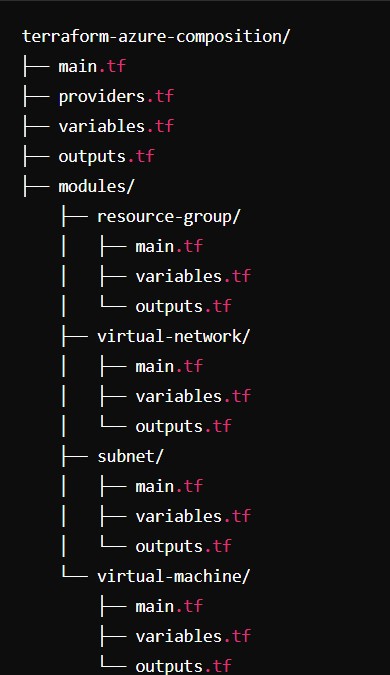 terraform-azure-composition/
├── main.tf
├── providers.tf
├── variables.tf
├── outputs.tf
├── modules/
    ├── resource-group/
    │   ├── main.tf
    │   ├── variables.tf
    │   └── outputs.tf
    ├── virtual-network/
    │   ├── main.tf
    │   ├── variables.tf
    │   └── outputs.tf
    ├── subnet/
    │   ├── main.tf
    │   ├── variables.tf
    │   └── outputs.tf
    └── virtual-machine/
        ├── main.tf
        ├── variables.tf
        └── outputs.tf